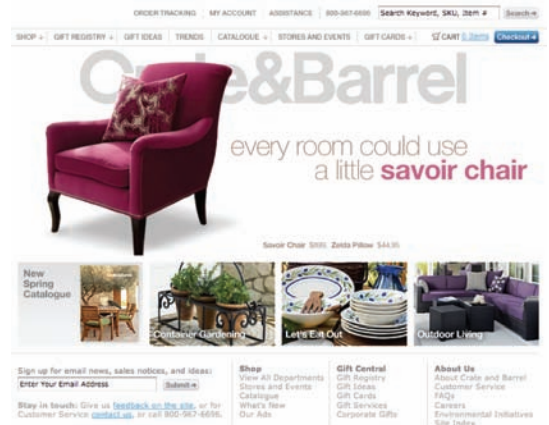 ORDER TRACKING MY ACCOUNT ASSISTANCE 800-967-6696 Search Keyword, SKU, Item # Search
SHOP GIFT REGISTRY GIFT IDEAS TRENDS CATALOGUE STORES AND EVENTS GIFT CARDS CART 0 Items Checkout
Crate&Barrel
every room could use
a little savoir chair
Savoir Chair Zelda Pillow $44.95
New
Spring
Catalogue
Container Gardening
Let's Eat Out
Outdoor Living
Sign up for email news, sales notices, and ideas:
Enter Your Email Address Submit
Stay in touch: Give us feedback on the site, or for
Customer Service contact us, or call 800-967-6696.
Shop
View All Departments
Stores and Events
Catalogue
What's New
Our Ads
Gift Central
Gift Registry
Gift Ideas
Gift Cards
Gift Services
Corporate Gifts
About Us
About Crate and Barrel
Customer Service
FAQs
Careers
Environmental Initiatives
Site Index